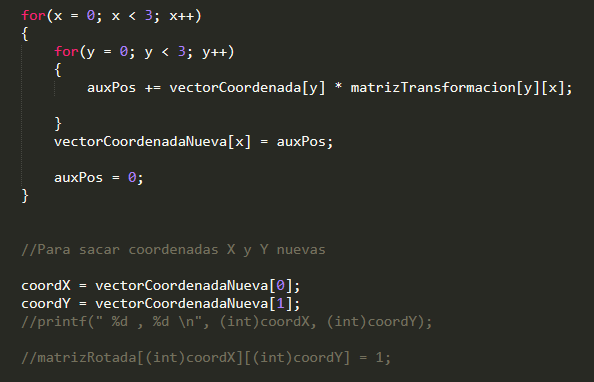 for(x = 0; x < 3; x++)
{
for(y = 0; y < 3; y++)
{
auxPos += vectorCoordenada[y] * matrizTransformacion[y][x];
}
vectorCoordenadaNueva[x] = auxPos;
auxPos = 0;
}
//Para sacar coordenadas X y Y nuevas
coordX = vectorCoordenadaNueva[0];
coordY = vectorCoordenadaNueva[1];
//printf(" %d , %d \n", (int)coordX, (int)coordY);
//matrizRotada[(int)coordX][(int)coordY] = 1;